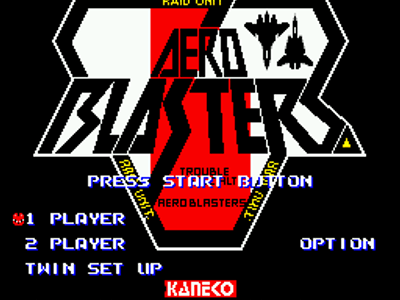 RAID UNIT
AERO
BLASTERS
TROUBLE
PRESS START BUTTON
AERO BLASTERS
1 PLAYER
2 PLAYER
OPTION
TWIN SET UP
KANEKO